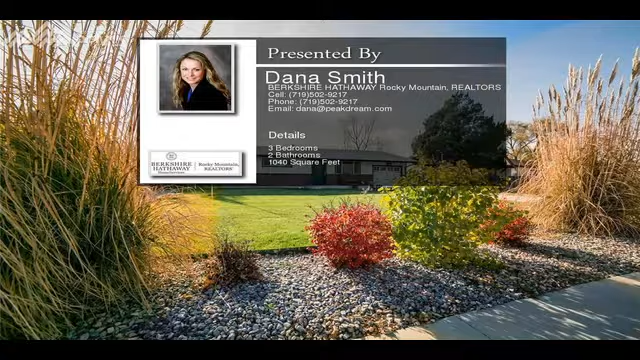 Presented By
Dana Smith
BERKSHIRE HATHAWAY Rocky Mountain, REALTORS
Cell: (719)502-9217
Phone: (719)502-9217
Email: dana@peakdream.com
Details
3 Bedrooms
2 Bathrooms
1040 Square Feet
BERKSHIRE
HATHAWAY
HomeServices
Rocky Mountain,
REALTORS